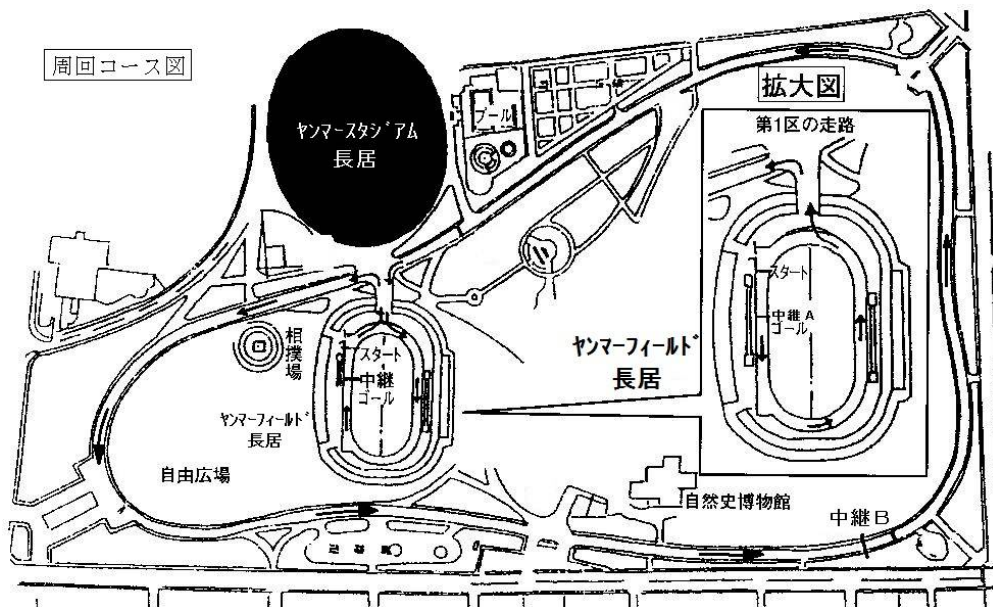 周回コース図
ヤンマースタジアム
長居
プール
拡大図
第1区の走路
スタート
中継A
ゴール
ヤンマーフィールド
長居
相撲場
スタート
中継
ゴール
ヤンマーフィールド
長居
自由広場
自然史博物館
中継B